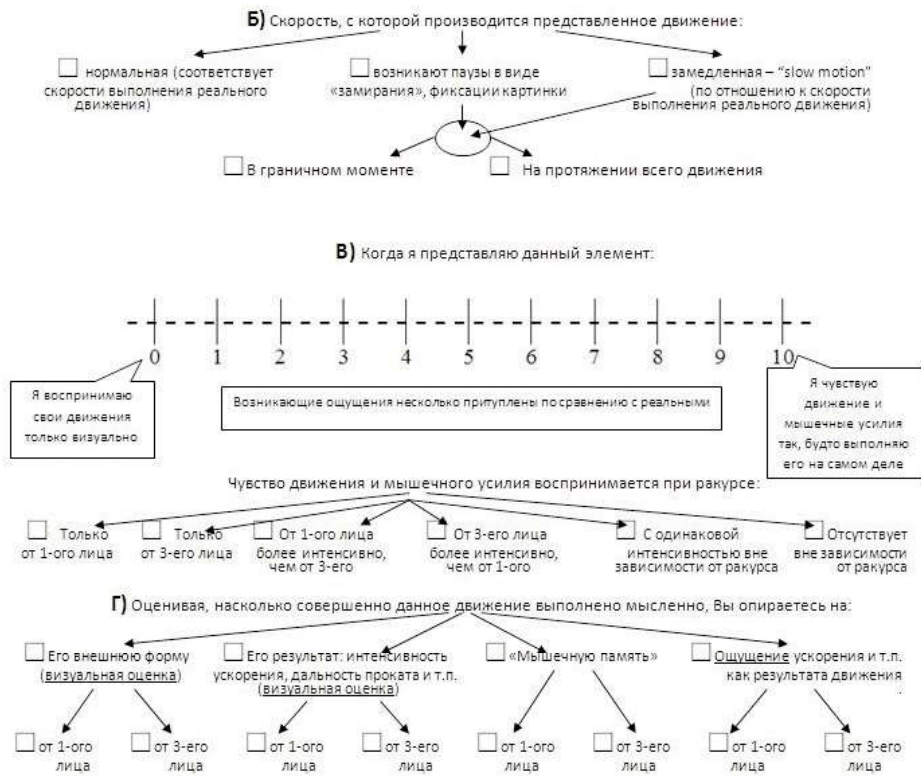 Б) Скорость, с которой производится представленное движение:
нормальная (соответствует
скорости выполнения реального
движения)
возникают паузы в виде
«замирания», фиксации картинки
замедленная – “slow motion”
(по отношению к скорости
выполнения реального движения)
В граничном моменте
На протяжении всего движения
В) Когда я представляю данный элемент:
0 1 2 3 4 5 6 7 8 9 10
Я воспринимаю
свои движения
только визуально
Возникающие ощущения несколько притуплены по сравнению с реальными
Я чувствую
движение и
мышечные усилия
так, будто выполняю
его на самом деле
Чувство движения и мышечного усилия воспринимается при ракурсе:
Только
от 1-ого лица
Только
от 3-его лица
От 1-ого лица
более интенсивно,
чем от 3-его
От 3-его лица
более интенсивно,
чем от 1-ого
С одинаковой
интенсивностью вне
зависимости от ракурса
Отсутствует
вне зависимости
от ракурса
Г) Оценивая, насколько совершенно данное движение выполнено мысленно, Вы опираетесь на:
Его внешнюю форму
(визуальная оценка)
Его результат: интенсивность
ускорения, дальность проката и т.п.
(визуальная оценка)
«Мышечную память»
Ощущение ускорения и т.п.
как результата движения
.
от 1-ого
лица
от 3-его
лица
от 1-ого
лица
от 3-его
лица
от 1-ого
лица
от 3-его
лица
от 1-ого
лица
от 3-его
лица